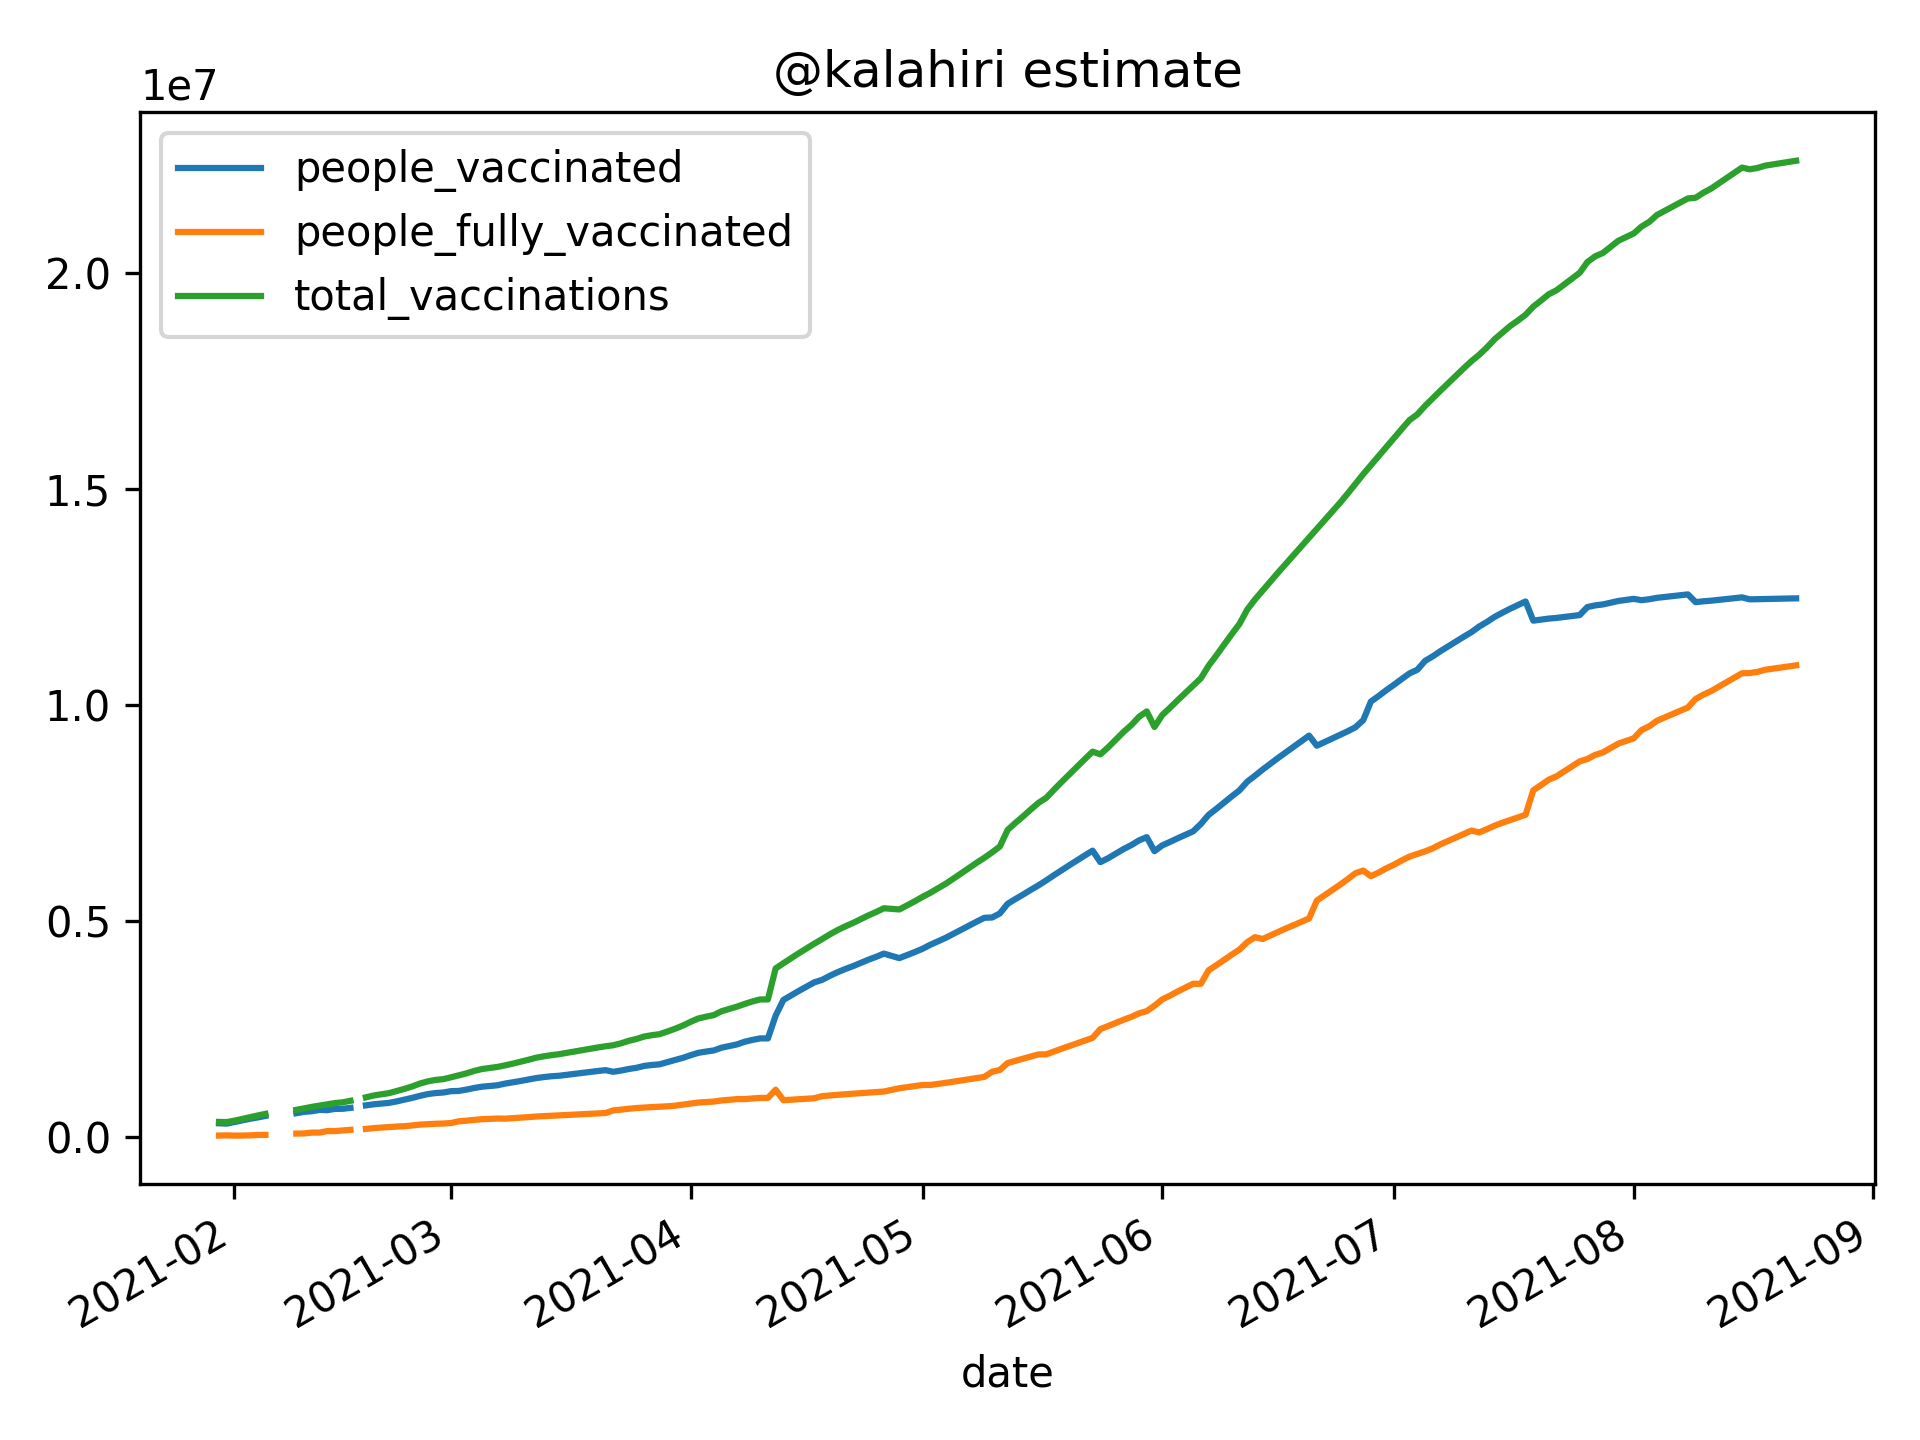 @kalahiri estimate
1e7
people_vaccinated
people_fully_vaccinated
total_vaccinations
2.0
1.5
1.0
0.5
0.0
2021-02
2021-03
2021-04
2021-05
2021-06
2021-07
2021-08
2021-09
date